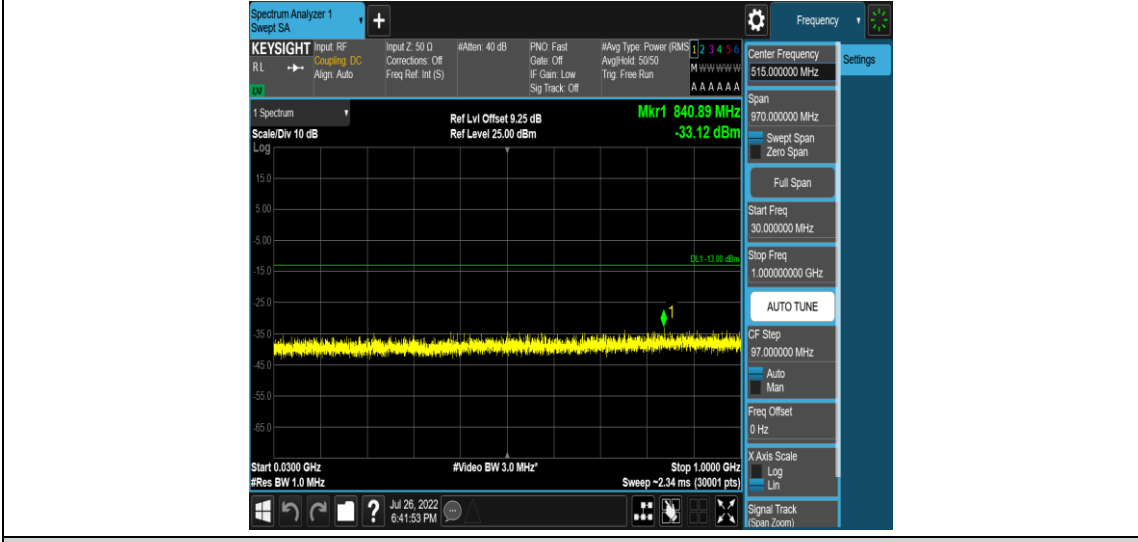 Spectrum Analyzer 1
Swept SA
Frequency
KEYSIGHT
RL
Input: RF
Coupling: DC
Align: Auto
Input Z: 50 Ω
Corrections: Off
Freq Ref: Int (S)
#Atten: 40 dB
PNO: Fast
Gate: Off
IF Gain: Low
Sig Track: Off
#Avg Type: Power (RMS
Avg|Hold: 50/50
Trig: Free Run
1 2 3 4 5 6
M W W W W W
A A A A A A
1 Spectrum
Scale/Div 10 dB
Log
Ref Lvl Offset 9.25 dB
Ref Level 25.00 dBm
Mkr1 840.89 MHz
-33.12 dBm
15.0
5.00
-5.00
DL1 -13.00 dBm
-15.0
-25.0
1
-35.0
-45.0
-55.0
-65.0
Start 0.0300 GHz
#Res BW 1.0 MHz
#Video BW 3.0 MHz*
Stop 1.0000 GHz
Sweep ~2.34 ms (30001 pts)
?
Jul 26, 2022
6:41:53 PM
Center Frequency
515.000000 MHz
Settings
Span
970.000000 MHz
Swept Span
Zero Span
Full Span
Start Freq
30.000000 MHz
Stop Freq
1.000000000 GHz
AUTO TUNE
CF Step
97.000000 MHz
Auto
Man
Freq Offset
0 Hz
X Axis Scale
Log
Lin
Signal Track
(Span Zoom)